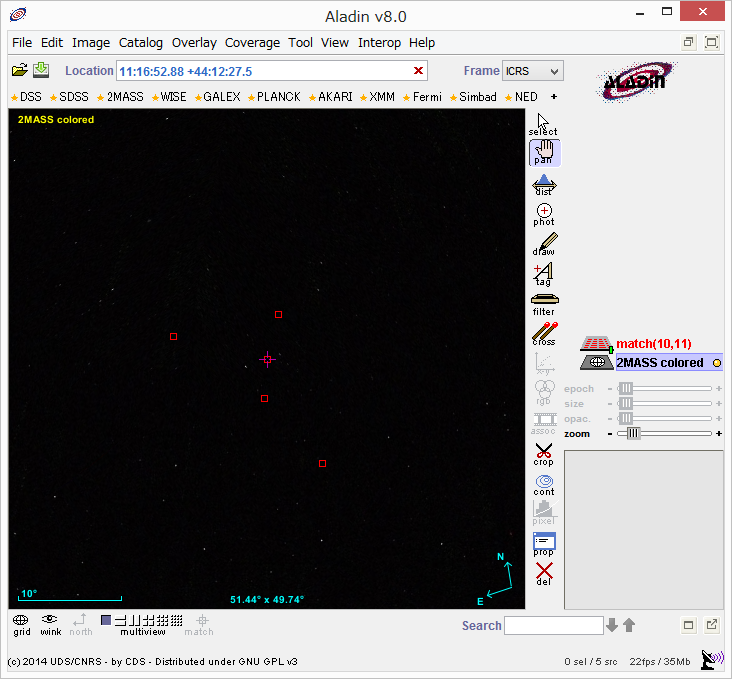 Aladin v8.0
File Edit Image Catalog Overlay Coverage Tool View Interop Help
Location 11:16:52.88 +44:12:27.5 Frame ICRS
ALADIN
DSS SDSS 2MASS WISE GALEX PLANCK AKARI XMM Fermi Simbad NED +
2MASS colored
select
pan
dist
phot
draw
tag
filter
cross
x-y
rgb
assoc
crop
cont
pixel
prop
del
match(10,11)
2MASS colored
epoch - +
size - +
opac. - +
zoom - +
N
E
10°
51.44° x 49.74°
grid wink north multiview match
Search
(c) 2014 UDS/CNRS - by CDS - Distributed under GNU GPL v3
0 sel / 5 src 22fps / 35Mb